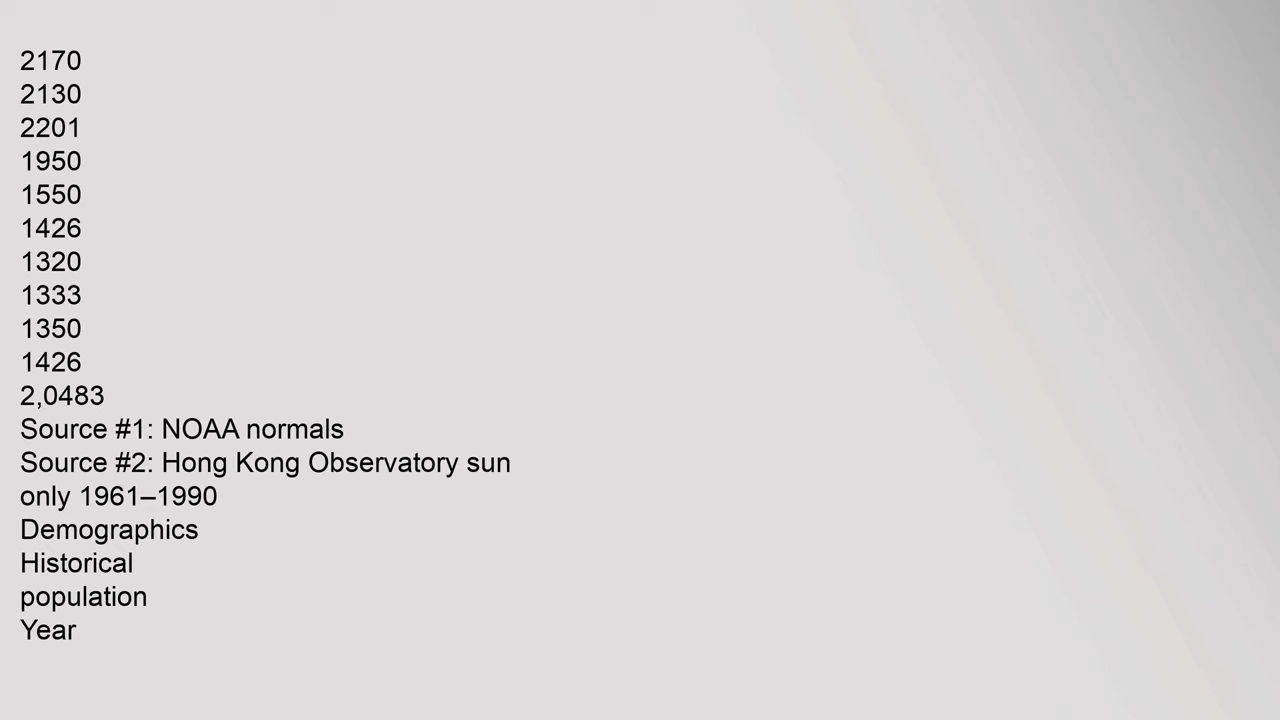 2170
2130
2201
1950
1550
1426
1320
1333
1350
1426
2,0483
Source #1: NOAA normals
Source #2: Hong Kong Observatory sun
only 1961–1990
Demographics
Historical
population
Year